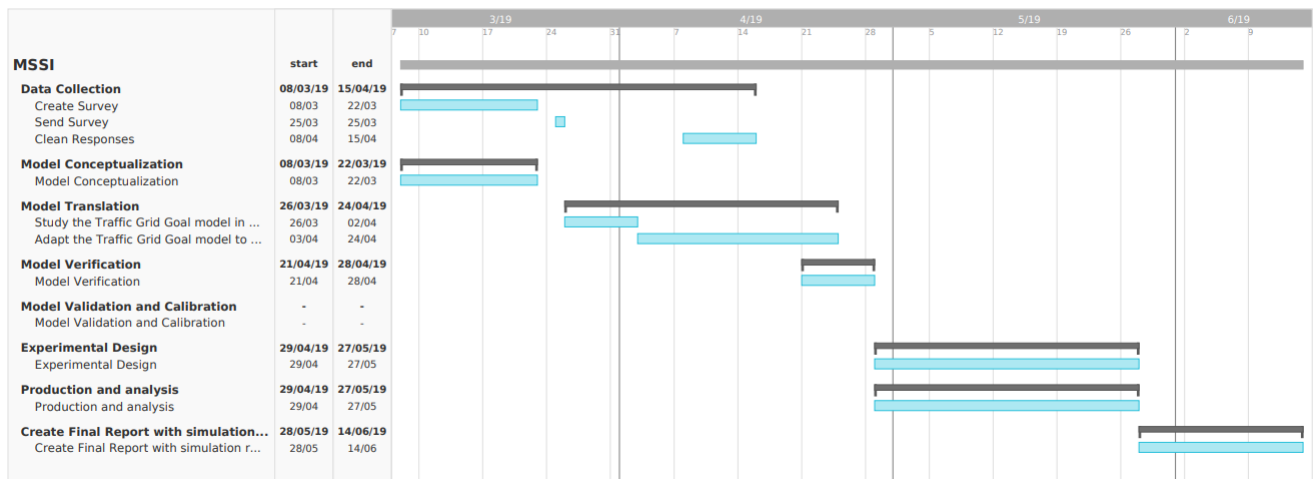 3/19 4/19 5/19 6/19
7 10 17 24 31 7 14 21 28 5 12 19 26 2 9
MSSI start end
Data Collection 08/03/19 15/04/19
Create Survey 08/03 22/03
Send Survey 25/03 25/03
Clean Responses 08/04 15/04
Model Conceptualization 08/03/19 22/03/19
Model Conceptualization 08/03 22/03
Model Translation 26/03/19 24/04/19
Study the Traffic Grid Goal model in ... 26/03 02/04
Adapt the Traffic Grid Goal model to ... 03/04 24/04
Model Verification 21/04/19 28/04/19
Model Verification 21/04 28/04
Model Validation and Calibration - -
Model Validation and Calibration - -
Experimental Design 29/04/19 27/05/19
Experimental Design 29/04 27/05
Production and analysis 29/04/19 27/05/19
Production and analysis 29/04 27/05
Create Final Report with simulation... 28/05/19 14/06/19
Create Final Report with simulation r... 28/05 14/06